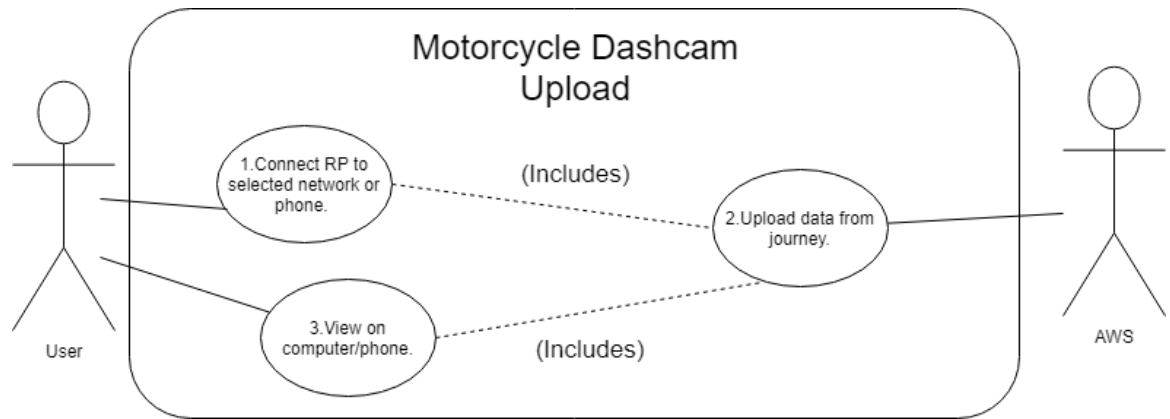 Motorcycle Dashcam
Upload
1.Connect RP to
selected network or
phone.
(Includes)
2.Upload data from
journey.
3.View on
computer/phone.
(Includes)
User
AWS